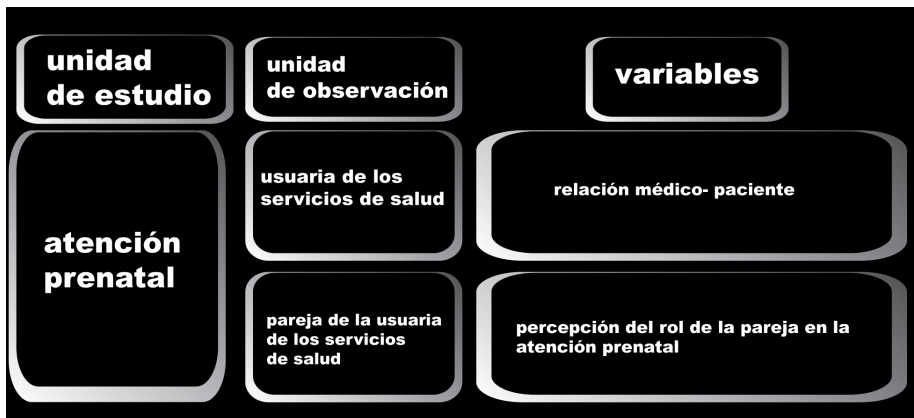 unidad
de estudio
unidad
de observación
variables
atención
prenatal
usuaria de los
servicios de salud
relación médico- paciente
pareja de la usuaria
de los servicios
de salud
percepción del rol de la pareja en la
atención prenatal